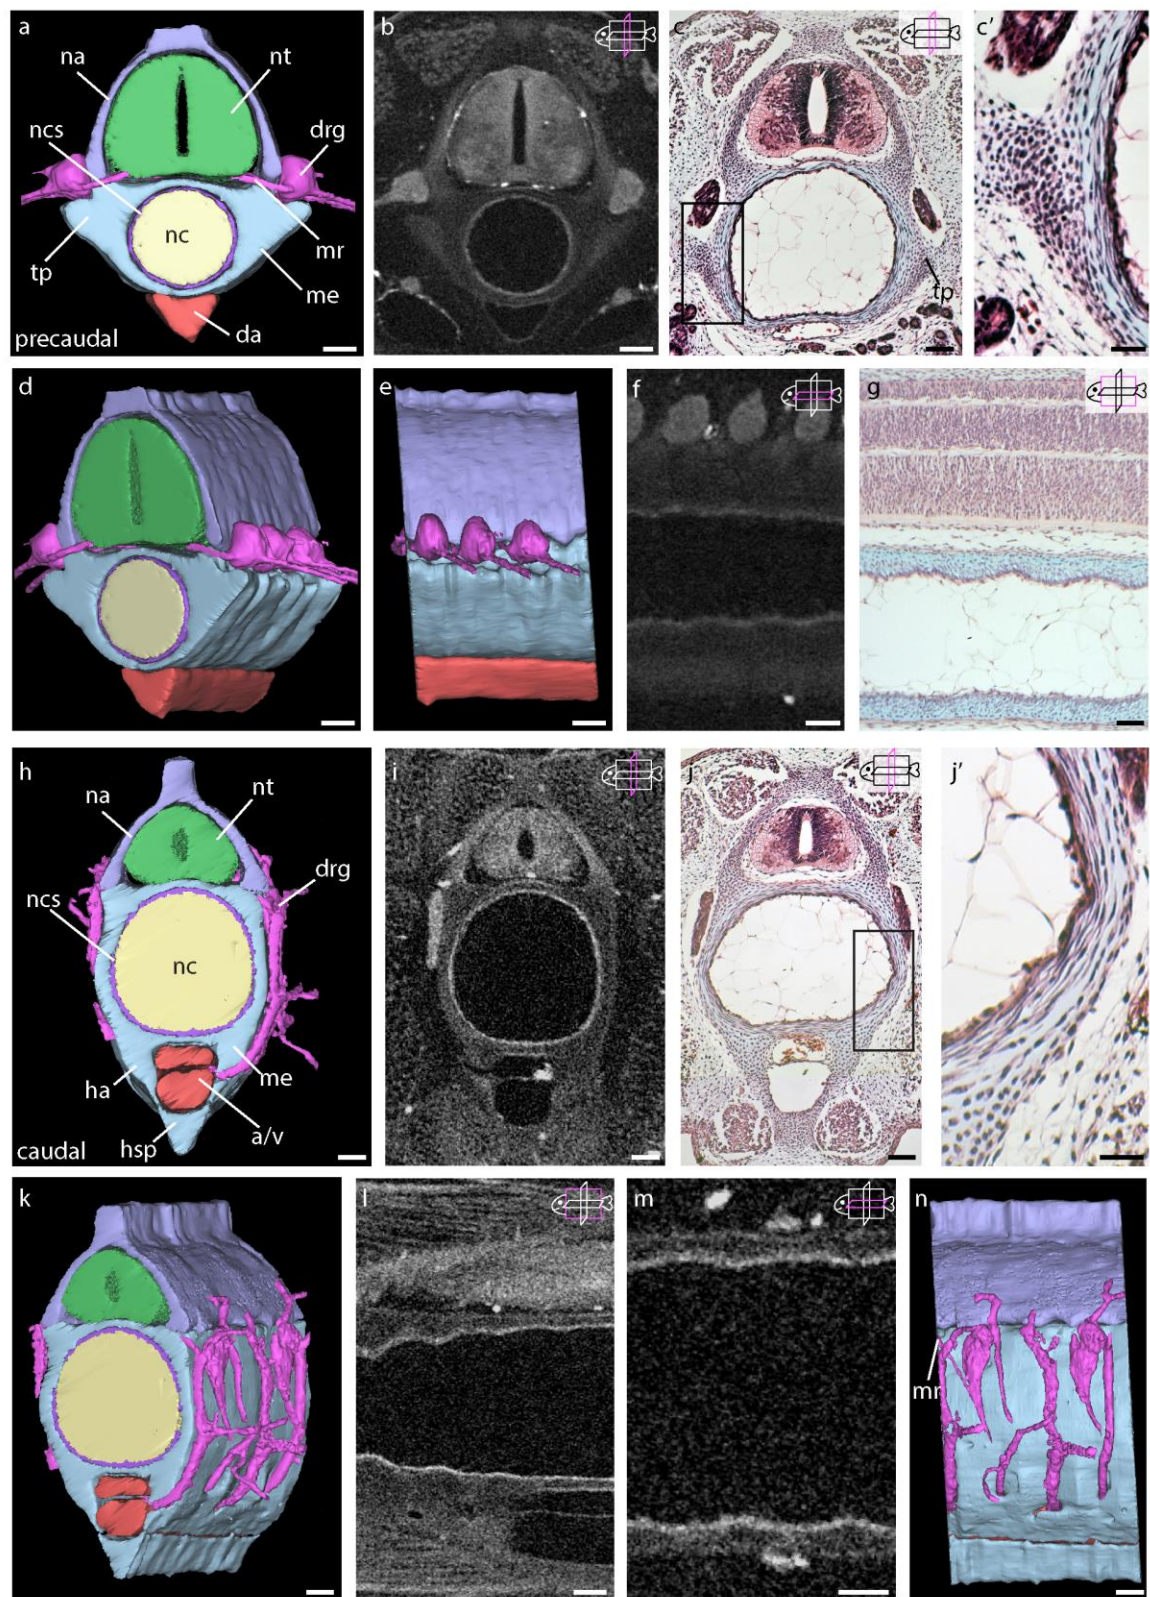 a
na
nt
ncs
drg
nc
mr
tp
me
da
precaudal
b
c
tp
c'
d
e
f
g
h
na
nt
drg
ncs
nc
me
ha
a/v
hsp
caudal
i
j
j'
k
l
m
n
mr